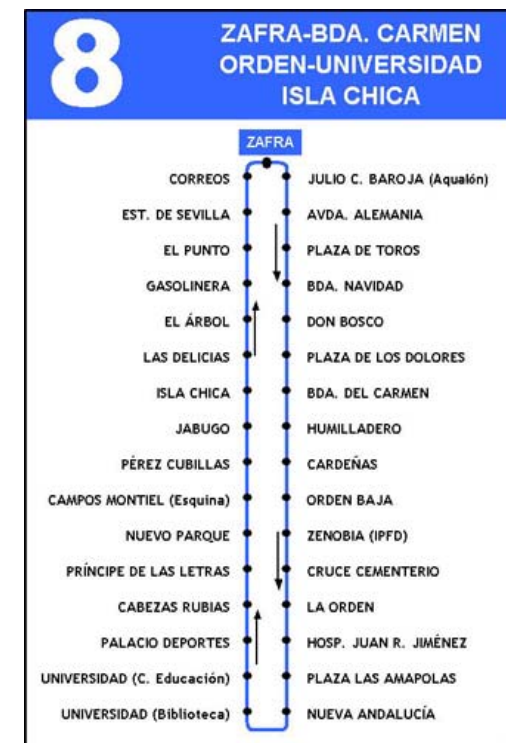 8
ZAFRA-BDA. CARMEN
ORDEN-UNIVERSIDAD
ISLA CHICA
ZAFRA
CORREOS
EST. DE SEVILLA
EL PUNTO
GASOLINERA
EL ÁRBOL
LAS DELICIAS
ISLA CHICA
JABUGO
PÉREZ CUBILLAS
CAMPOS MONTIEL (Esquina)
NUEVO PARQUE
PRÍNCIPE DE LAS LETRAS
CABEZAS RUBIAS
PALACIO DEPORTES
UNIVERSIDAD (C. Educación)
UNIVERSIDAD (Biblioteca)
JULIO C. BAROJA (Aqualón)
AVDA. ALEMANIA
PLAZA DE TOROS
BDA. NAVIDAD
DON BOSCO
PLAZA DE LOS DOLORES
BDA. DEL CARMEN
HUMILLADERO
CARDEÑAS
ORDEN BAJA
ZENOBIA (IPFD)
CRUCE CEMENTERIO
LA ORDEN
HOSP. JUAN R. JIMÉNEZ
PLAZA LAS AMAPOLAS
NUEVA ANDALUCÍA